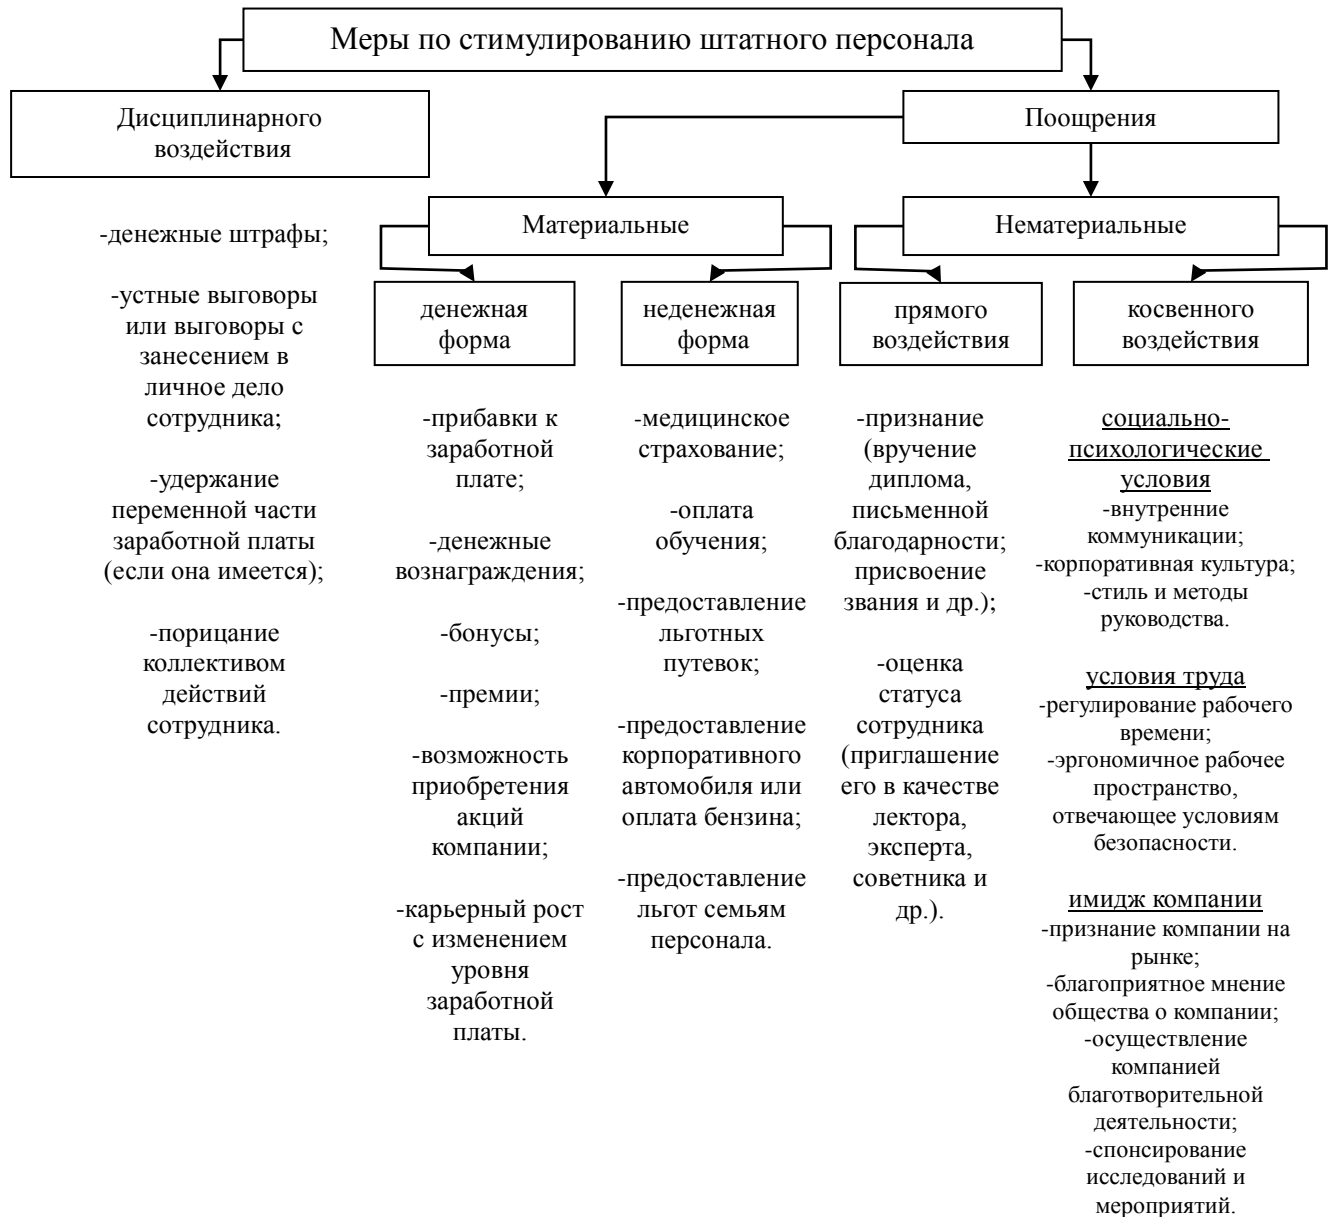 Меры по стимулированию штатного персонала
Дисциплинарного
воздействия
Поощрения
Материальные
Нематериальные
-денежные штрафы;
-устные выговоры
или выговоры с
занесением в
личное дело
сотрудника;
-удержание
переменной части
заработной платы
(если она имеется);
-порицание
коллективом
действий
сотрудника.
денежная
форма
-прибавки к
заработной
плате;
-денежные
вознаграждения;
-бонусы;
-премии;
-возможность
приобретения
акций
компании;
-карьерный рост
с изменением
уровня
заработной
платы.
неденежная
форма
-медицинское
страхование;
-оплата
обучения;
-предоставление
льготных
путевок;
-предоставление
корпоративного
автомобиля или
оплата бензина;
-предоставление
льгот семьям
персонала.
прямого
воздействия
-признание
(вручение
диплома,
письменной
благодарности;
присвоение
звания и др.);
-оценка
статуса
сотрудника
(приглашение
его в качестве
лектора,
эксперта,
советника и
др.).
косвенного
воздействия
социально-
психологические
условия
-внутренние
коммуникации;
-корпоративная культура;
-стиль и методы
руководства.
условия труда
-регулирование рабочего
времени;
-эргономичное рабочее
пространство,
отвечающее условиям
безопасности.
имидж компании
-признание компании на
рынке;
-благоприятное мнение
общества о компании;
-осуществление
компанией
благотворительной
деятельности;
-спонсирование
исследований и
мероприятий.